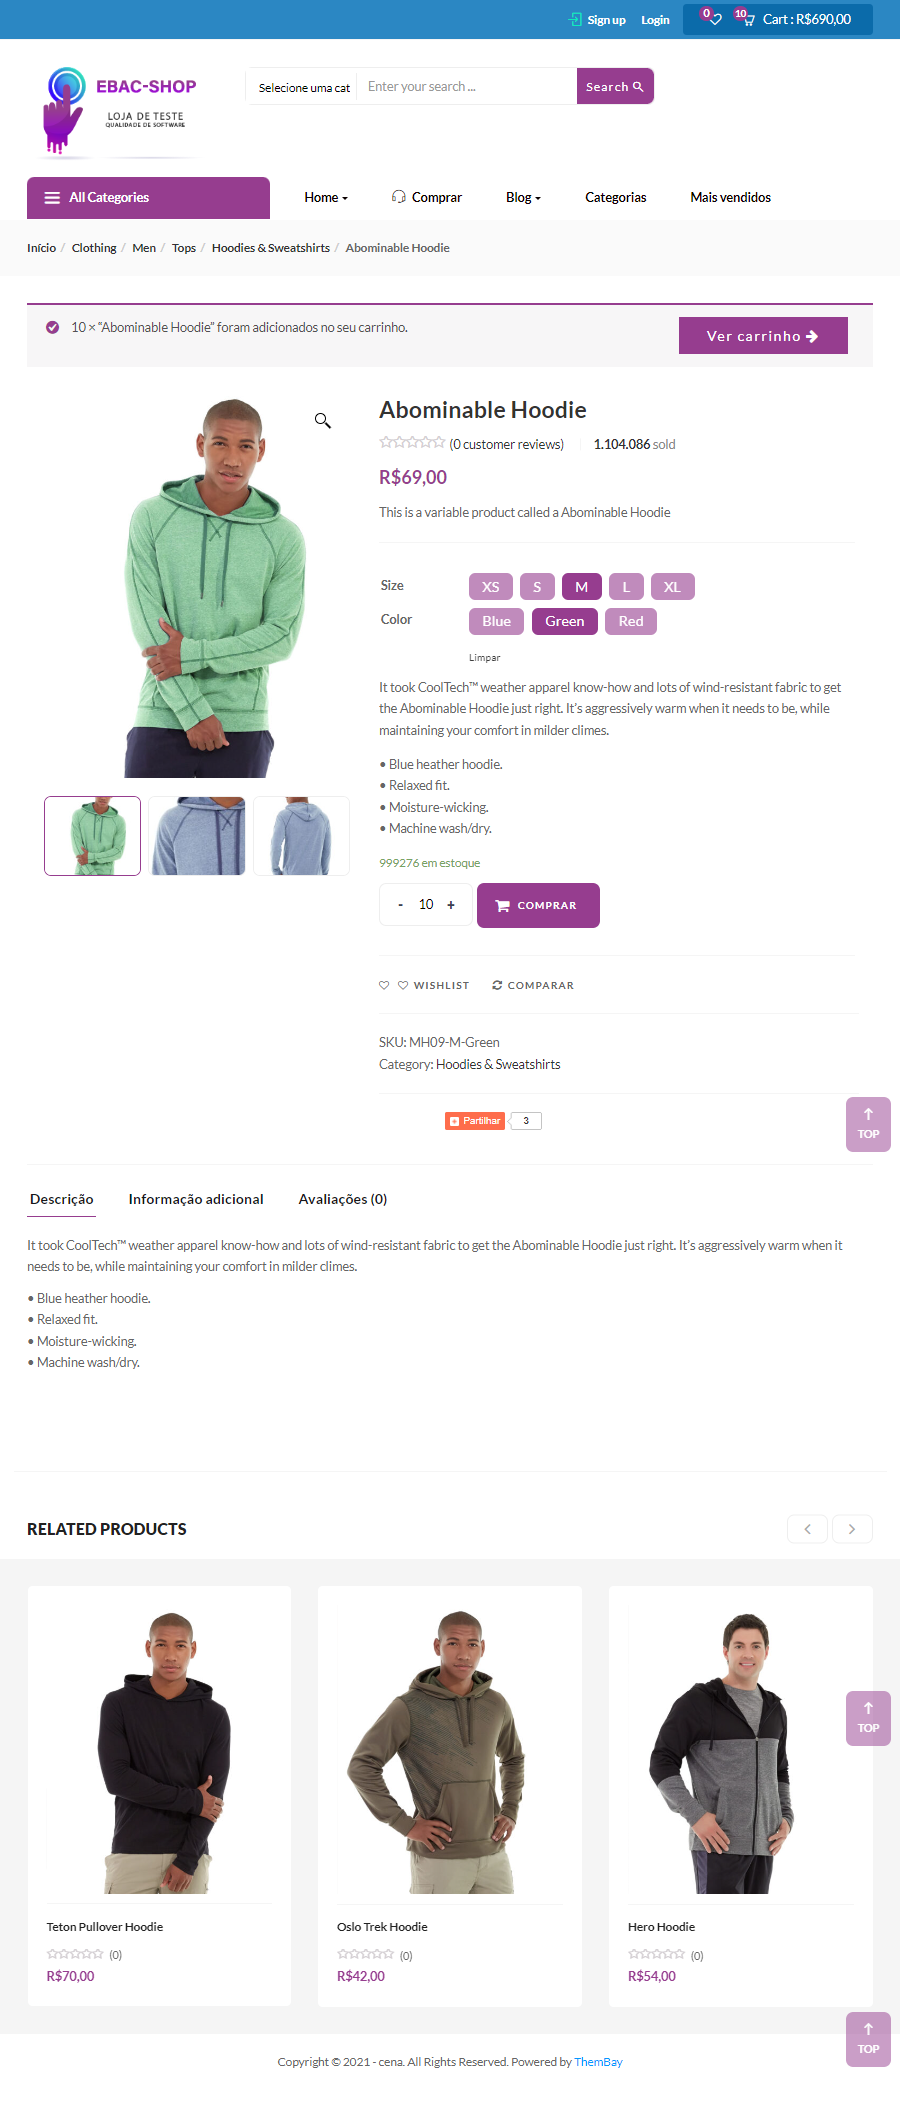 Sign up Login 0 10 Cart : R$690,00
EBAC-SHOP
LOJA DE TESTE
QUALIDADE DE SOFTWARE
Selecione uma cat Enter your search ... Search
All Categories Home Comprar Blog Categorias Mais vendidos
Início / Clothing / Men / Tops / Hoodies & Sweatshirts / Abominable Hoodie
10 × “Abominable Hoodie” foram adicionados no seu carrinho.
Ver carrinho
Abominable Hoodie
(0 customer reviews) 1.104.086 sold
R$69,00
This is a variable product called a Abominable Hoodie
Size XS S M L XL
Color Blue Green Red
Limpar
It took CoolTech™ weather apparel know-how and lots of wind-resistant fabric to get
the Abominable Hoodie just right. It’s aggressively warm when it needs to be, while
maintaining your comfort in milder climes.
• Blue heather hoodie.
• Relaxed fit.
• Moisture-wicking.
• Machine wash/dry.
999276 em estoque
- 10 + COMPRAR
WISHLIST COMPARAR
SKU: MH09-M-Green
Category: Hoodies & Sweatshirts
Partilhar 3
TOP
Descrição Informação adicional Avaliações (0)
It took CoolTech™ weather apparel know-how and lots of wind-resistant fabric to get the Abominable Hoodie just right. It’s aggressively warm when it
needs to be, while maintaining your comfort in milder climes.
• Blue heather hoodie.
• Relaxed fit.
• Moisture-wicking.
• Machine wash/dry.
RELATED PRODUCTS
TOP
Teton Pullover Hoodie
(0)
R$70,00
Oslo Trek Hoodie
(0)
R$42,00
Hero Hoodie
(0)
R$54,00
TOP
Copyright © 2021 - cena. All Rights Reserved. Powered by ThemBay